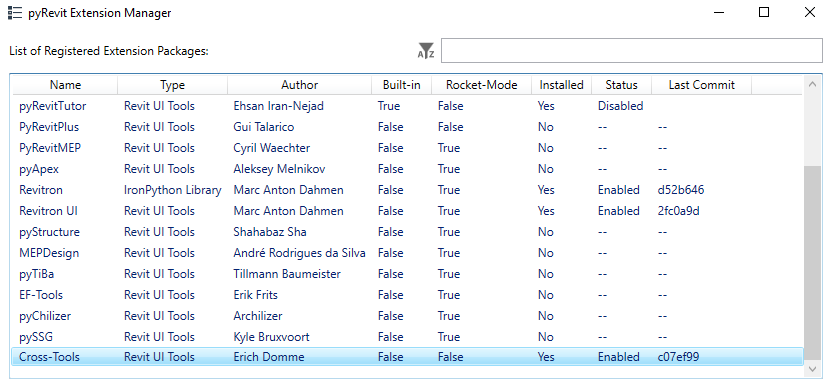 pyRevit Extension Manager
List of Registered Extension Packages:
Name Type Author Built-in Rocket-Mode Installed Status Last Commit
pyRevitTutor Revit UI Tools Ehsan Iran-Nejad True False Yes Disabled
PyRevitPlus Revit UI Tools Gui Talarico False False No -- --
PyRevitMEP Revit UI Tools Cyril Waechter False True No -- --
pyApex Revit UI Tools Aleksey Melnikov False True No -- --
Revitron IronPython Library Marc Anton Dahmen False True Yes Enabled d52b646
Revitron UI Revit UI Tools Marc Anton Dahmen False True Yes Enabled 2fc0a9d
pyStructure Revit UI Tools Shahabaz Sha False True No -- --
MEPDesign Revit UI Tools André Rodrigues da Silva False True No -- --
pyTiBa Revit UI Tools Tillmann Baumeister False True No -- --
EF-Tools Revit UI Tools Erik Frits False True No -- --
pyChilizer Revit UI Tools Archilizer False True No -- --
pySSG Revit UI Tools Kyle Bruxvoort False True No -- --
Cross-Tools Revit UI Tools Erich Domme False False Yes Enabled c07ef99